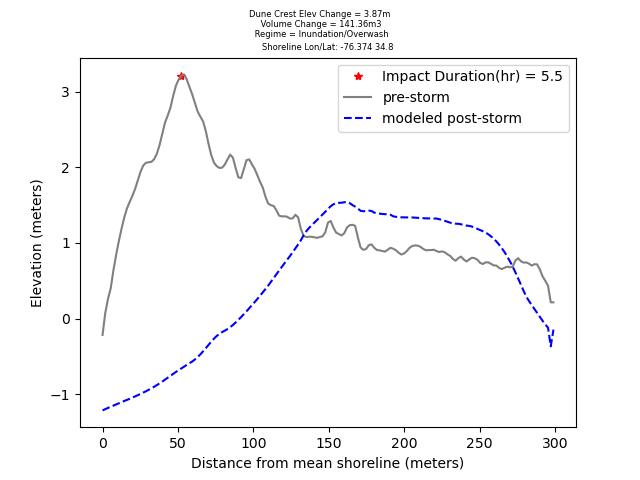 Dune Crest Elev Change = 3.87m
Volume Change = 141.36m3
Regime = Inundation/Overwash
Shoreline Lon/Lat: -76.374 34.8
Impact Duration(hr) = 5.5
pre-storm
modeled post-storm
Elevation (meters)
3
2
1
0
−1
0 50 100 150 200 250 300
Distance from mean shoreline (meters)